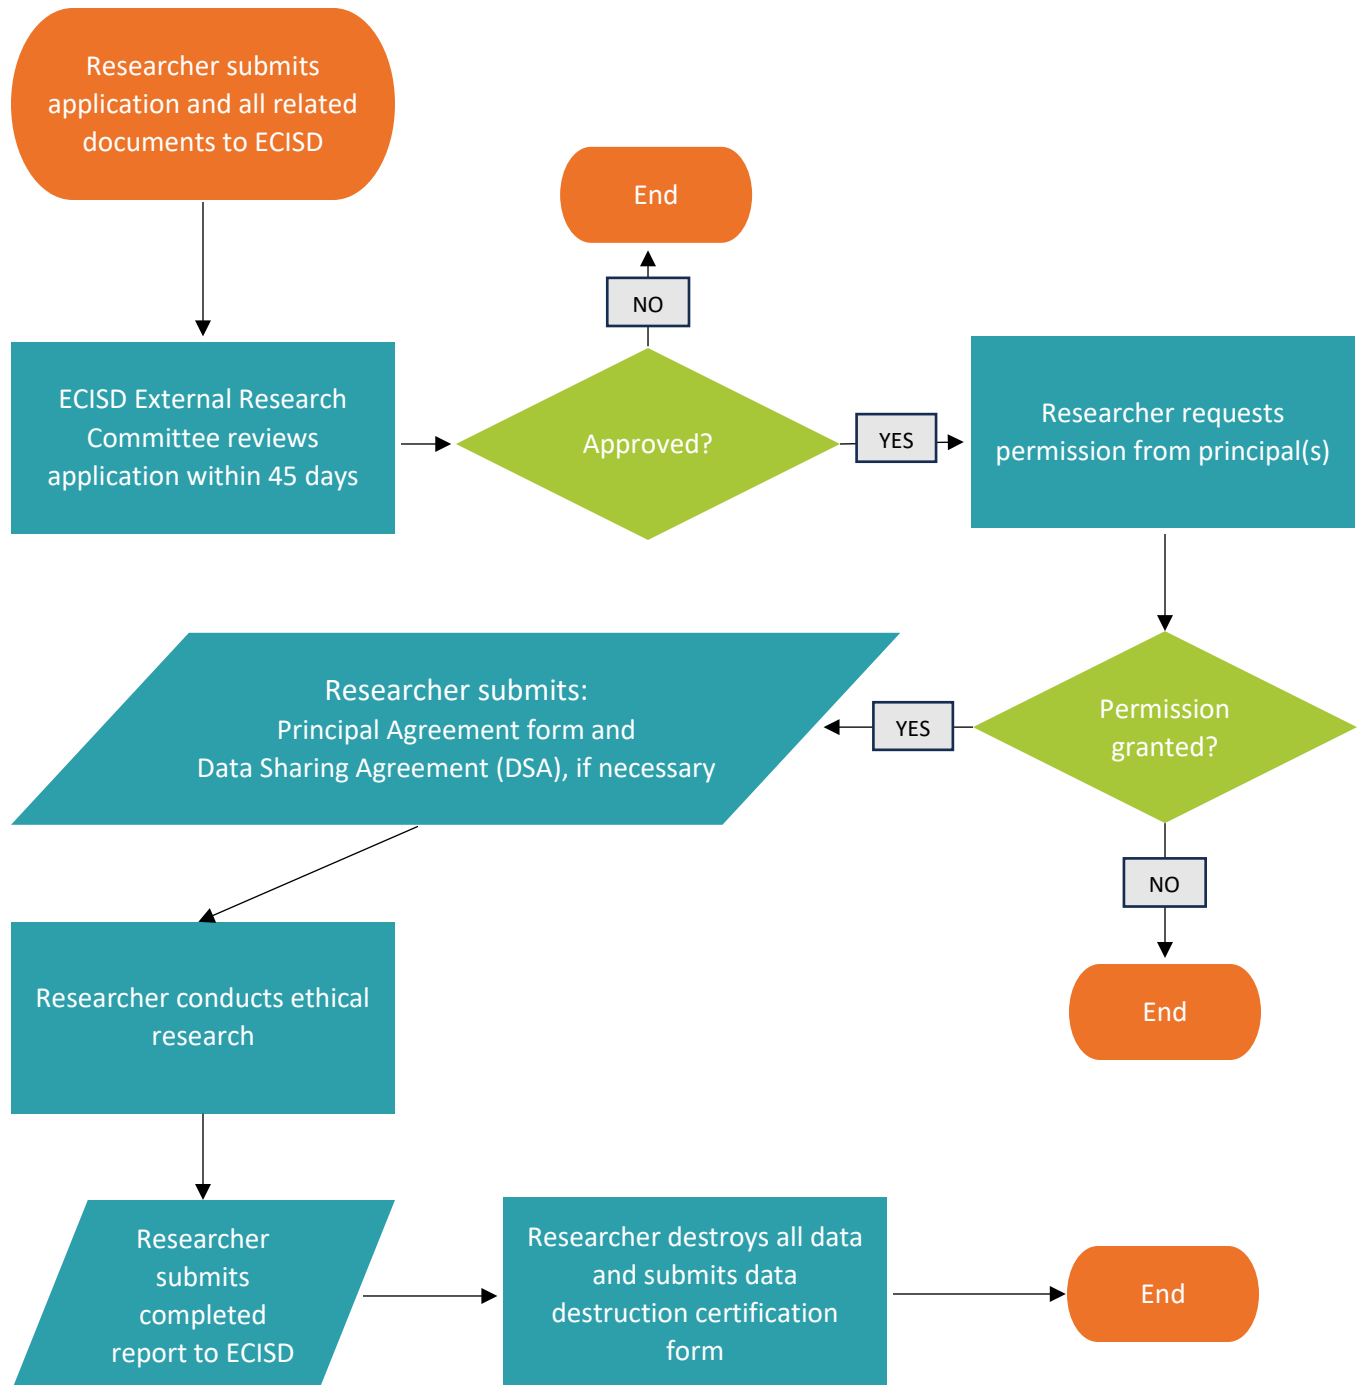 Researcher submits
application and all related
documents to ECISD
End
NO
ECISD External Research
Committee reviews
application within 45 days
Approved?
YES
Researcher requests
permission from principal(s)
Researcher submits:
Principal Agreement form and
Data Sharing Agreement (DSA), if necessary
YES
Permission
granted?
NO
End
Researcher conducts ethical
research
Researcher
submits
completed
report to ECISD
Researcher destroys all data
and submits data
destruction certification
form
End